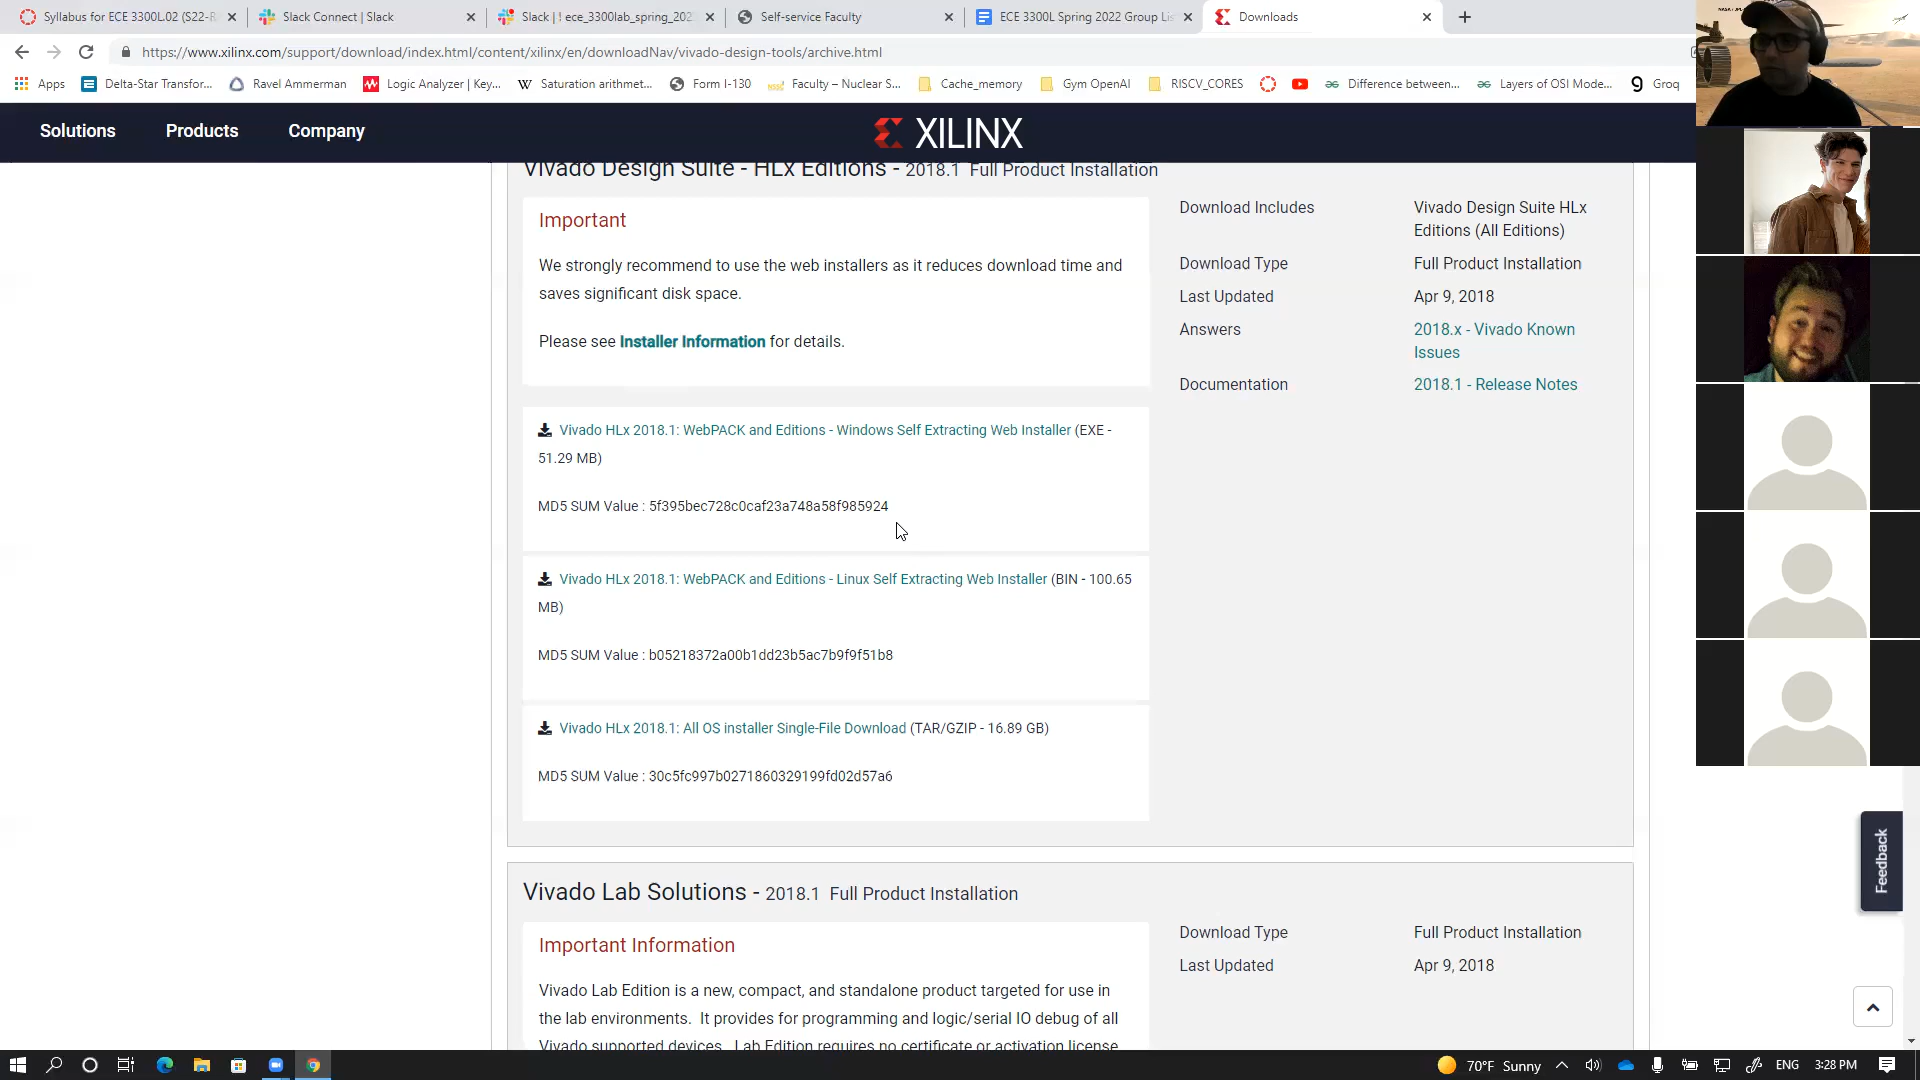 Syllabus for ECE 3300L.02 (S22-R
Slack Connect | Slack
Slack | ! ece_3300lab_spring_202
Self-service Faculty
ECE 3300L Spring 2022 Group Lis
Downloads
https://www.xilinx.com/support/download/index.html/content/xilinx/en/downloadNav/vivado-design-tools/archive.html
Apps
Delta-Star Transfor...
Ravel Ammerman
Logic Analyzer | Key...
Saturation arithmet...
Form I-130
Faculty – Nuclear S...
Cache_memory
Gym OpenAI
RISCV_CORES
Difference between...
Layers of OSI Mode...
Groq
Solutions
Products
Company
XILINX
Vivado Design Suite - HLx Editions - 2018.1 Full Product Installation
Important
We strongly recommend to use the web installers as it reduces download time and
saves significant disk space.
Please see Installer Information for details.
Vivado HLx 2018.1: WebPACK and Editions - Windows Self Extracting Web Installer (EXE -
51.29 MB)
MD5 SUM Value : 5f395bec728c0caf23a748a58f985924
Vivado HLx 2018.1: WebPACK and Editions - Linux Self Extracting Web Installer (BIN - 100.65
MB)
MD5 SUM Value : b05218372a00b1dd23b5ac7b9f9f51b8
Vivado HLx 2018.1: All OS installer Single-File Download (TAR/GZIP - 16.89 GB)
MD5 SUM Value : 30c5fc997b0271860329199fd02d57a6
Download Includes
Vivado Design Suite HLx
Editions (All Editions)
Download Type
Full Product Installation
Last Updated
Apr 9, 2018
Answers
2018.x - Vivado Known
Issues
Documentation
2018.1 - Release Notes
Vivado Lab Solutions - 2018.1 Full Product Installation
Important Information
Vivado Lab Edition is a new, compact, and standalone product targeted for use in
the lab environments. It provides for programming and logic/serial IO debug of all
Vivado supported devices. Lab Edition requires no certificate or activation license
Download Type
Full Product Installation
Last Updated
Apr 9, 2018
Feedback
70°F Sunny
ENG
3:28 PM